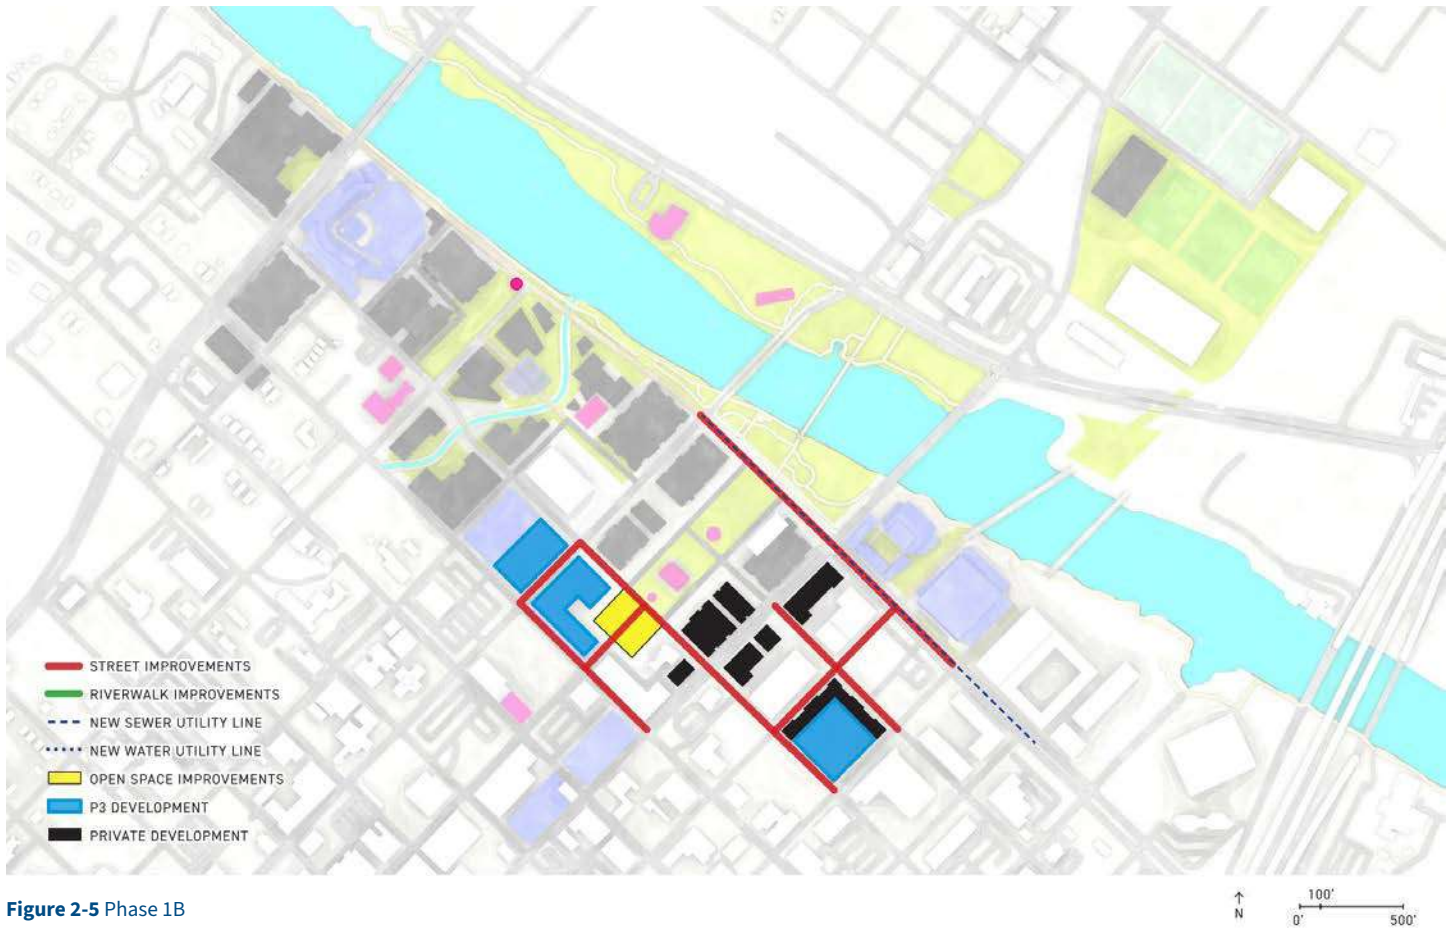 STREET IMPROVEMENTS
RIVERWALK IMPROVEMENTS
NEW SEWER UTILITY LINE
NEW WATER UTILITY LINE
OPEN SPACE IMPROVEMENTS
P3 DEVELOPMENT
PRIVATE DEVELOPMENT
Figure 2-5 Phase 1B
N
100'
0' 500'